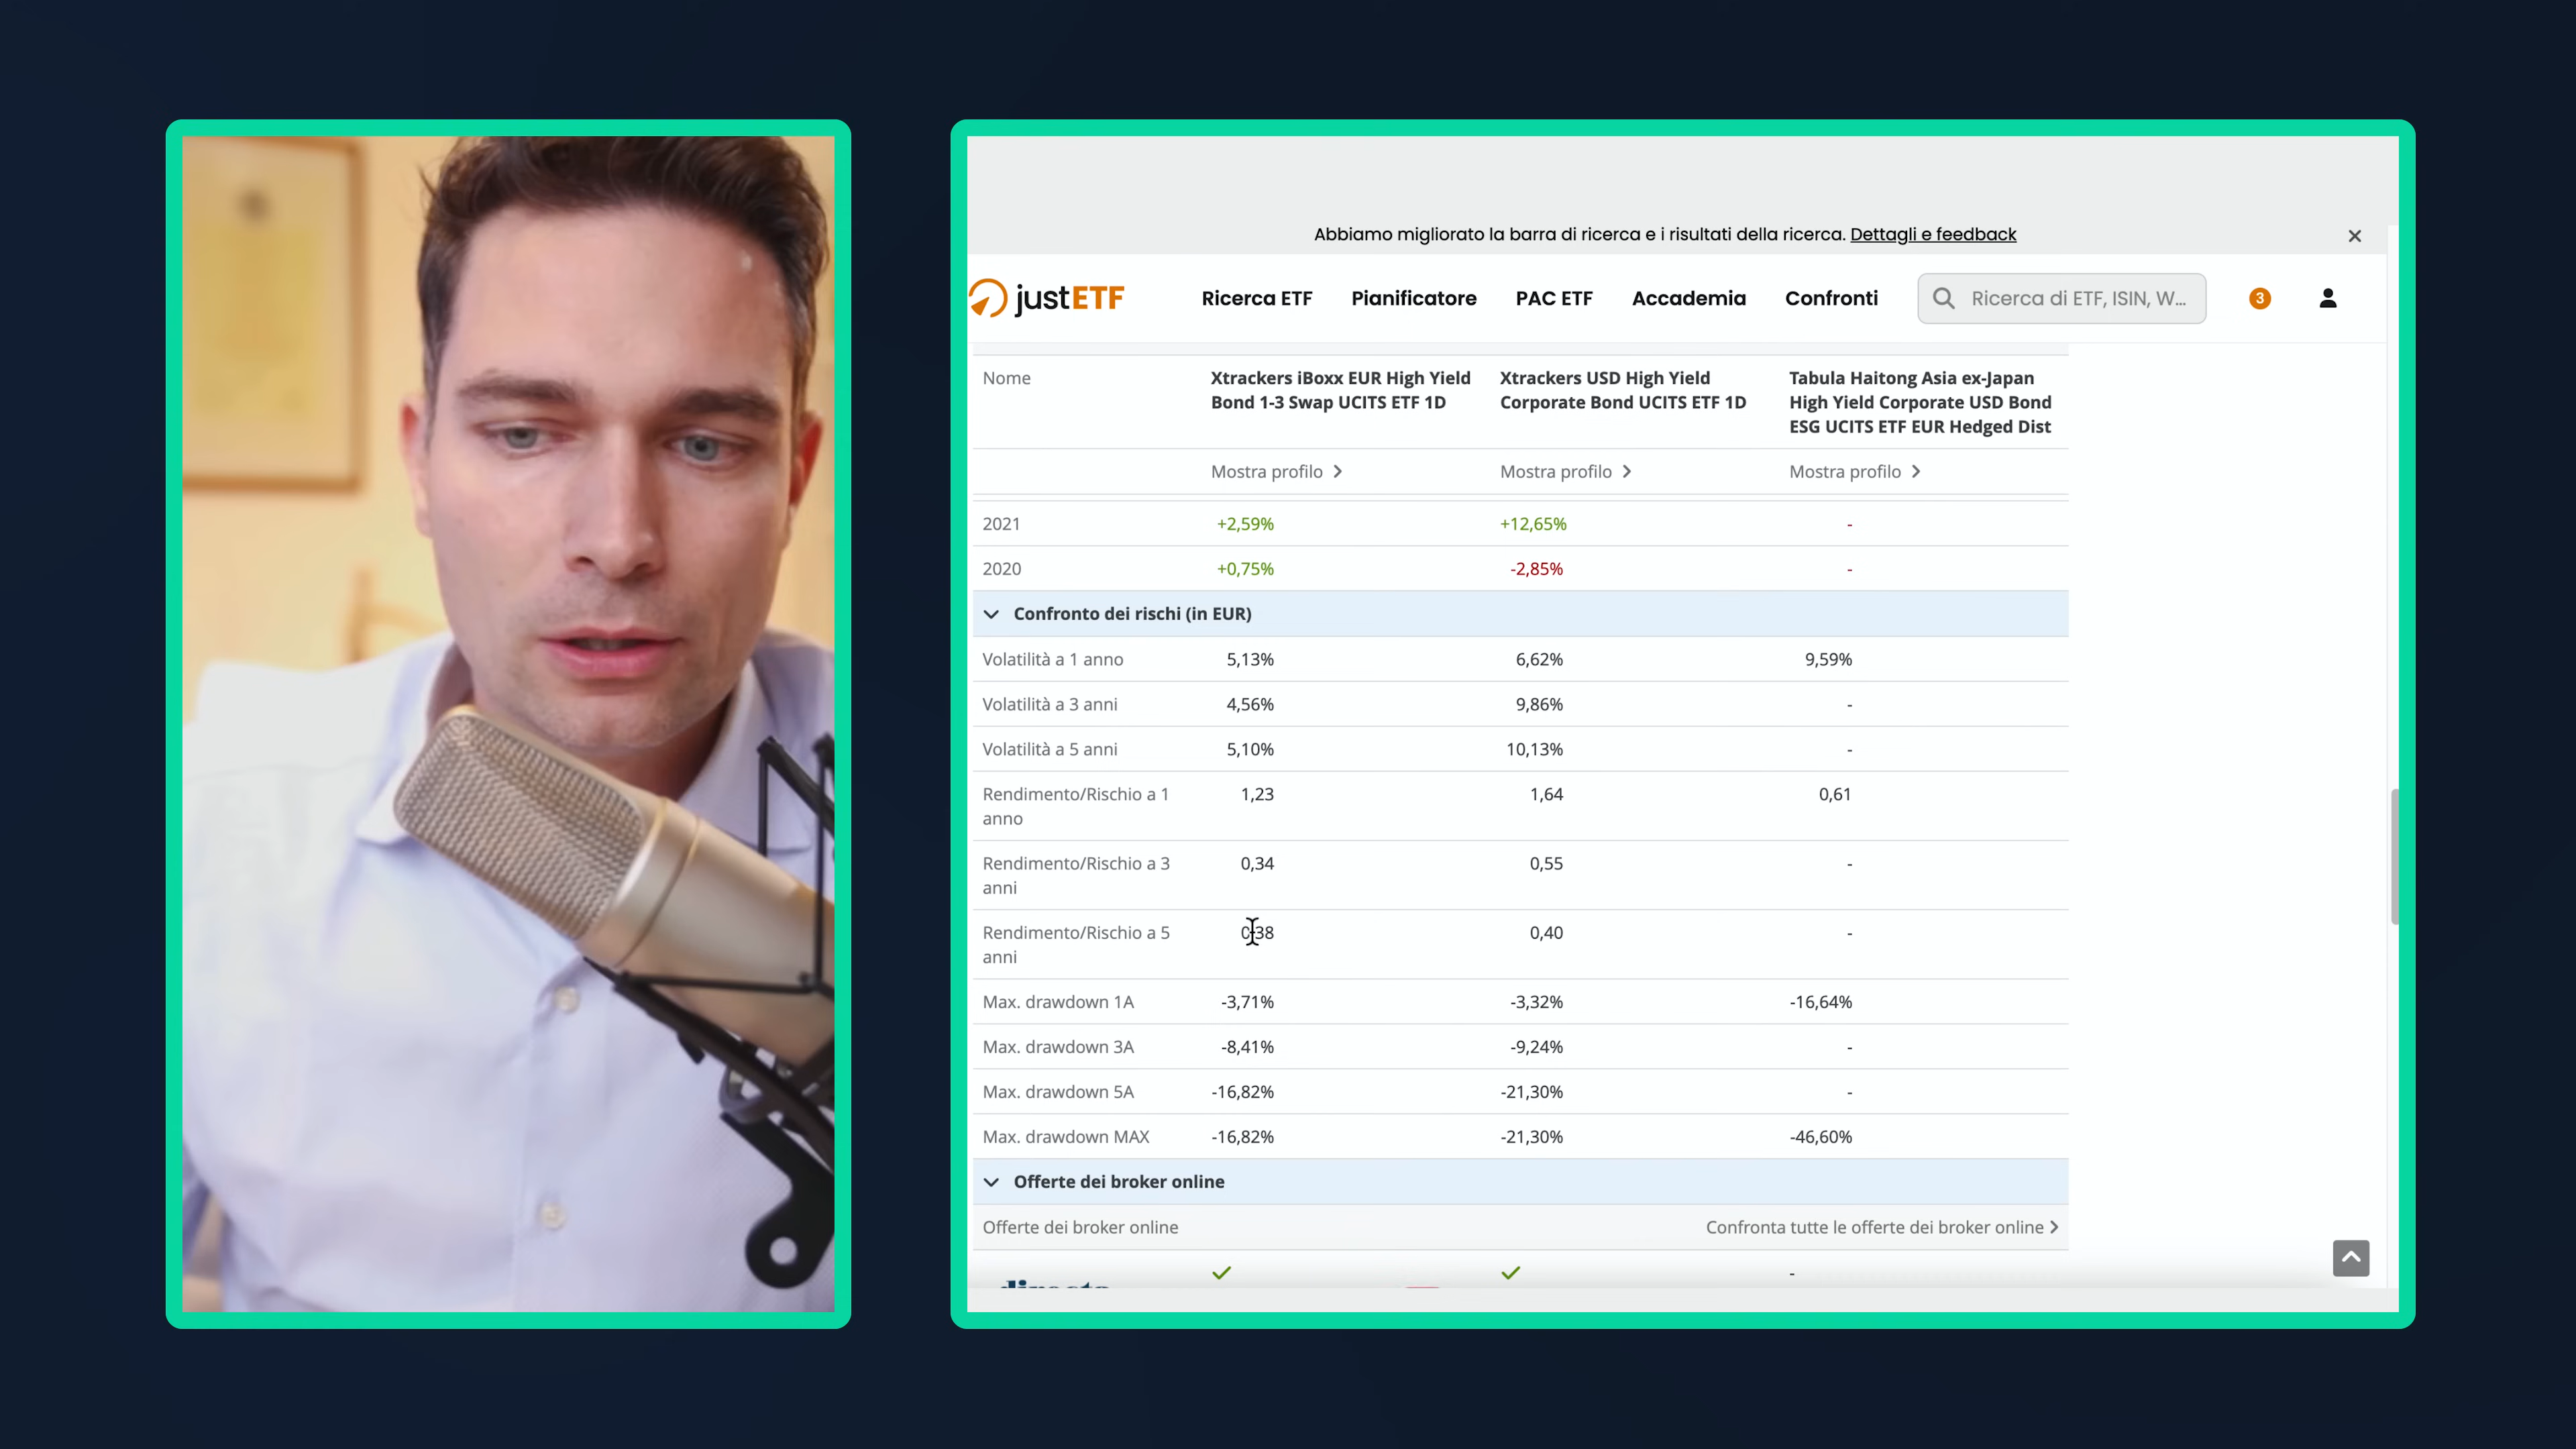 Abbiamo migliorato la barra di ricerca e i risultati della ricerca. Dettagli e feedback
justETF Ricerca ETF Pianificatore PAC ETF Accademia Confronti Ricerca di ETF, ISIN, W... 3
Nome Xtrackers iBoxx EUR High Yield Bond 1-3 Swap UCITS ETF 1D Xtrackers USD High Yield Corporate Bond UCITS ETF 1D Tabula Haitong Asia ex-Japan High Yield Corporate USD Bond ESG UCITS ETF EUR Hedged Dist
Mostra profilo Mostra profilo Mostra profilo
2021 +2,59% +12,65% -
2020 +0,75% -2,85% -
Confronto dei rischi (in EUR)
Volatilità a 1 anno 5,13% 6,62% 9,59%
Volatilità a 3 anni 4,56% 9,86% -
Volatilità a 5 anni 5,10% 10,13% -
Rendimento/Rischio a 1 anno 1,23 1,64 0,61
Rendimento/Rischio a 3 anni 0,34 0,55 -
Rendimento/Rischio a 5 anni 0,38 0,40 -
Max. drawdown 1A -3,71% -3,32% -16,64%
Max. drawdown 3A -8,41% -9,24% -
Max. drawdown 5A -16,82% -21,30% -
Max. drawdown MAX -16,82% -21,30% -46,60%
Offerte dei broker online
Offerte dei broker online Confronta tutte le offerte dei broker online
-